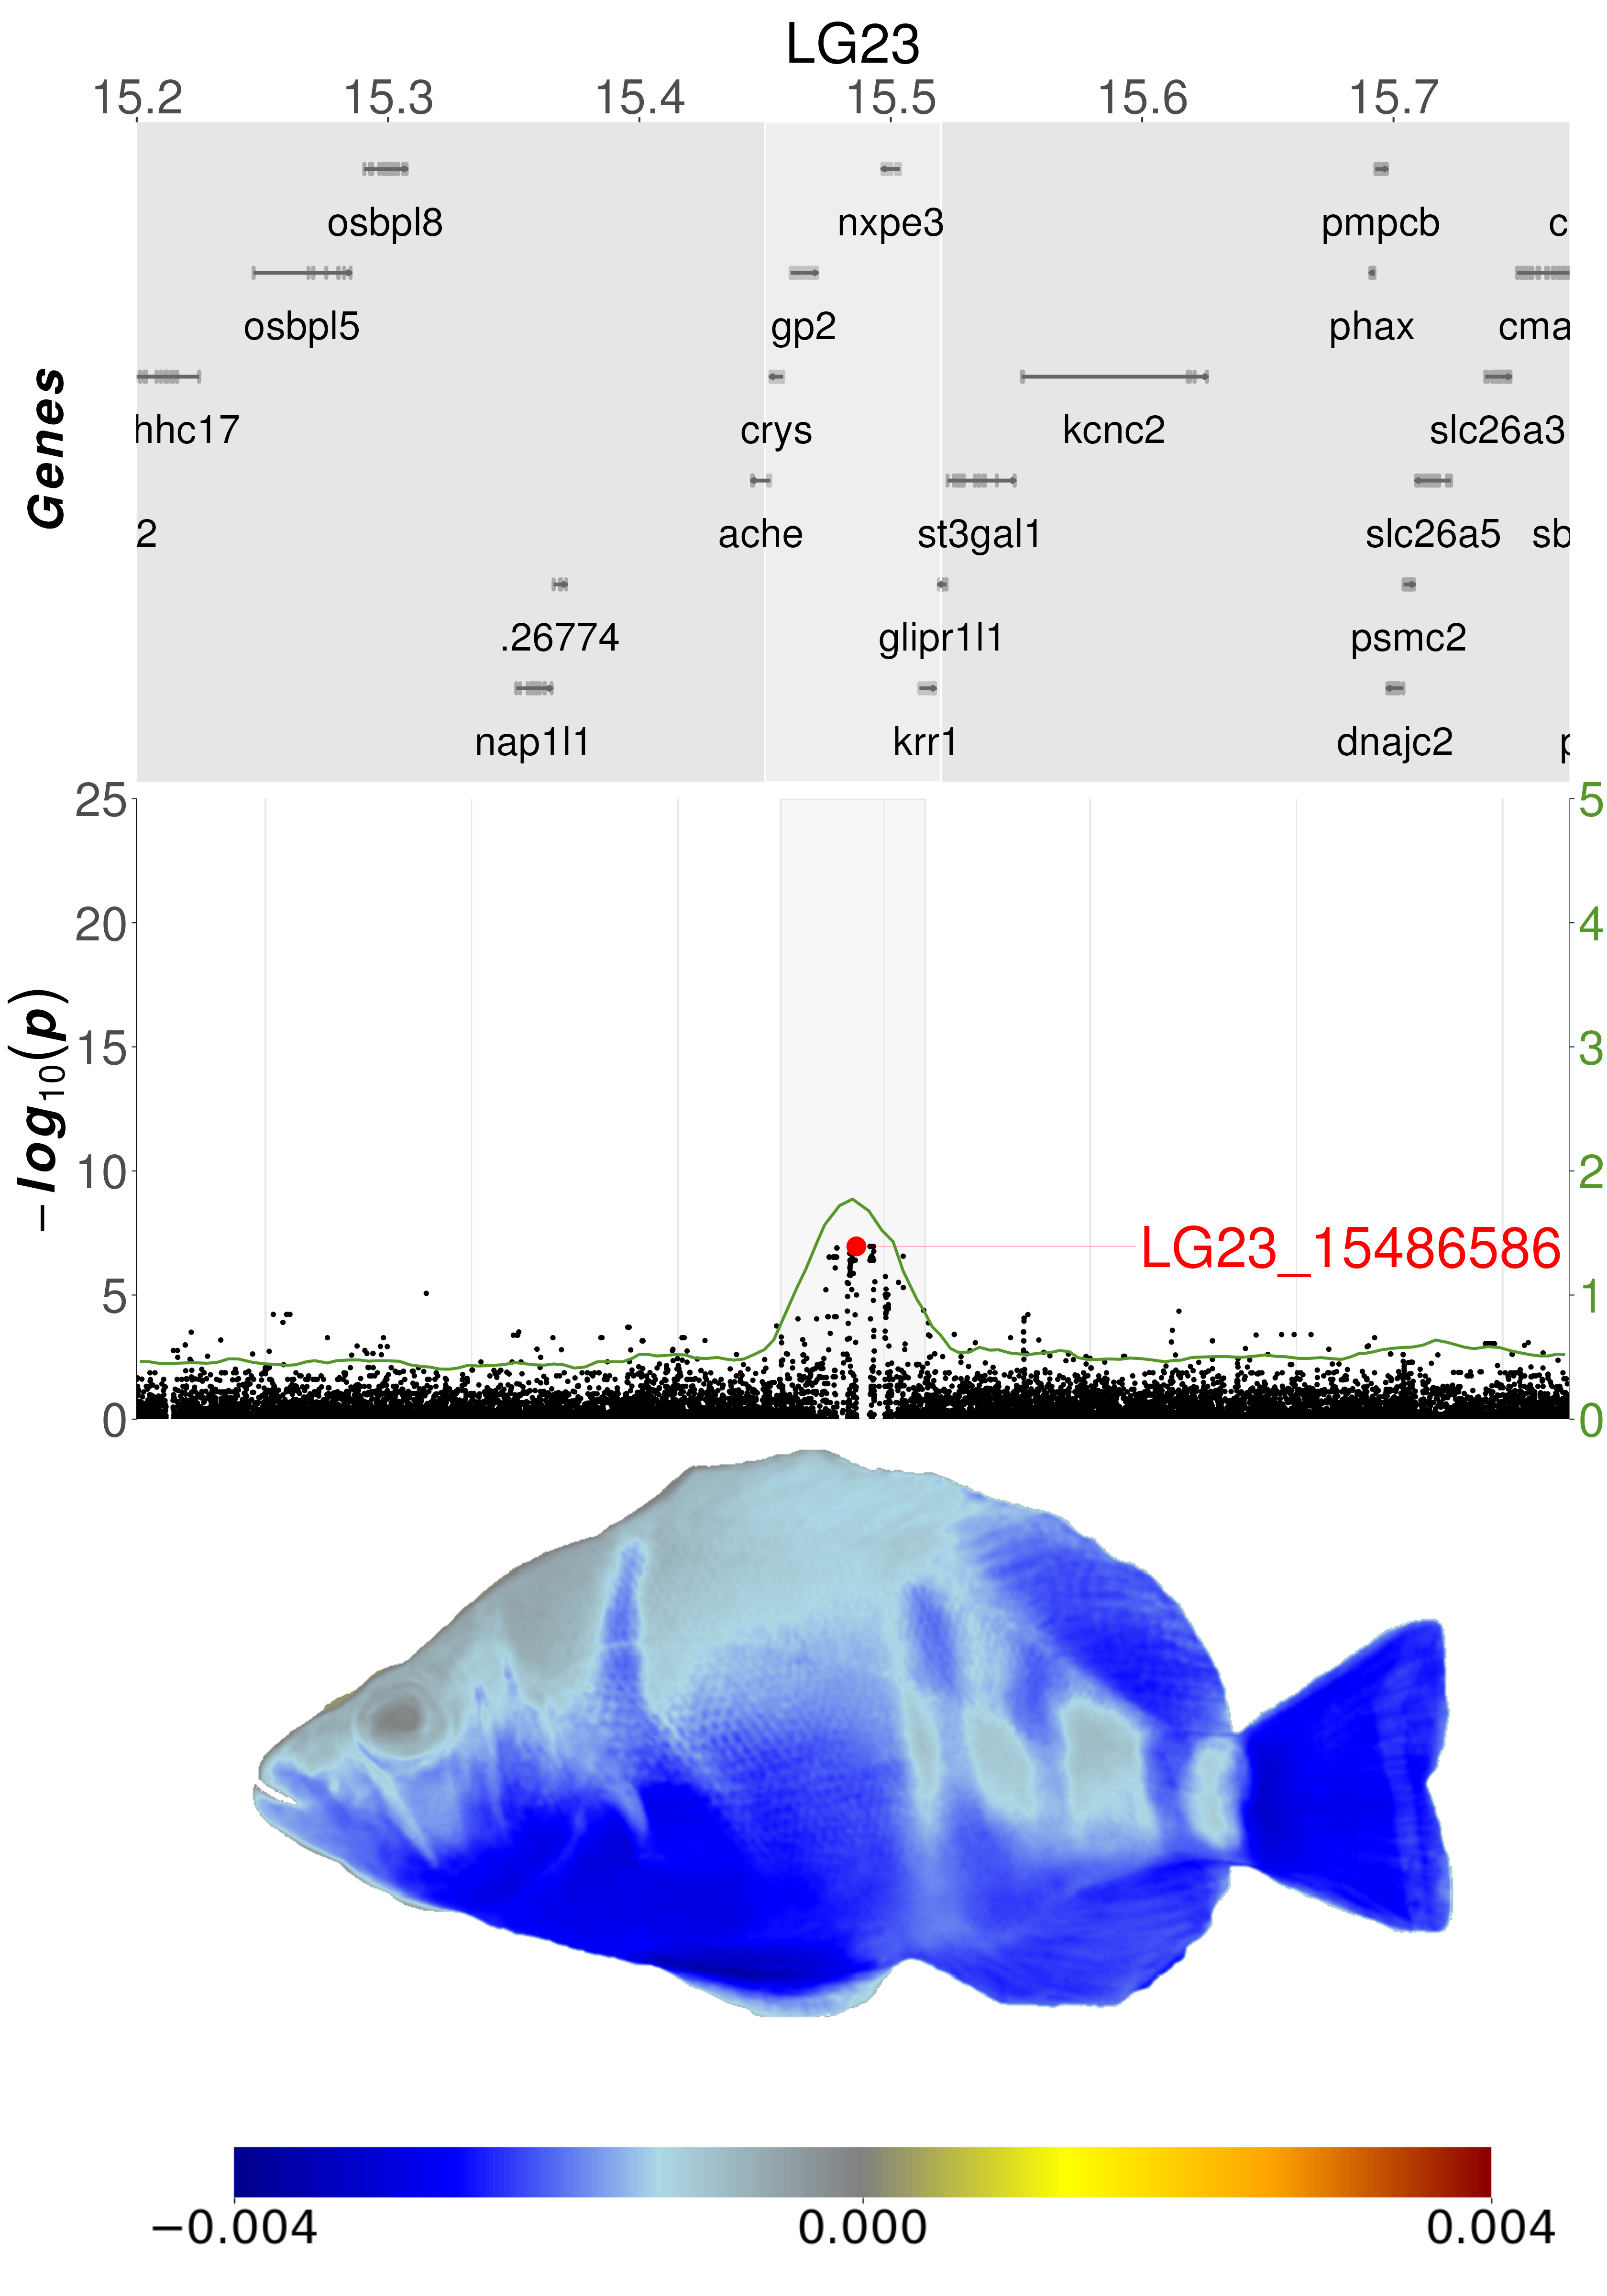 LG23
15.2 15.3 15.4 15.5 15.6 15.7
Genes
osbpl8 nxpe3 pmpcb c
osbpl5 gp2 phax cma
hhc17 crys kcnc2 slc26a3
2 ache st3gal1 slc26a5 sb
.26774 glipr1l1 psmc2
nap1l1 krr1 dnajc2
25 5
20 4
15 3
10 2
5 1
0 0
−log10(p)
LG23_15486586
−0.004 0.000 0.004